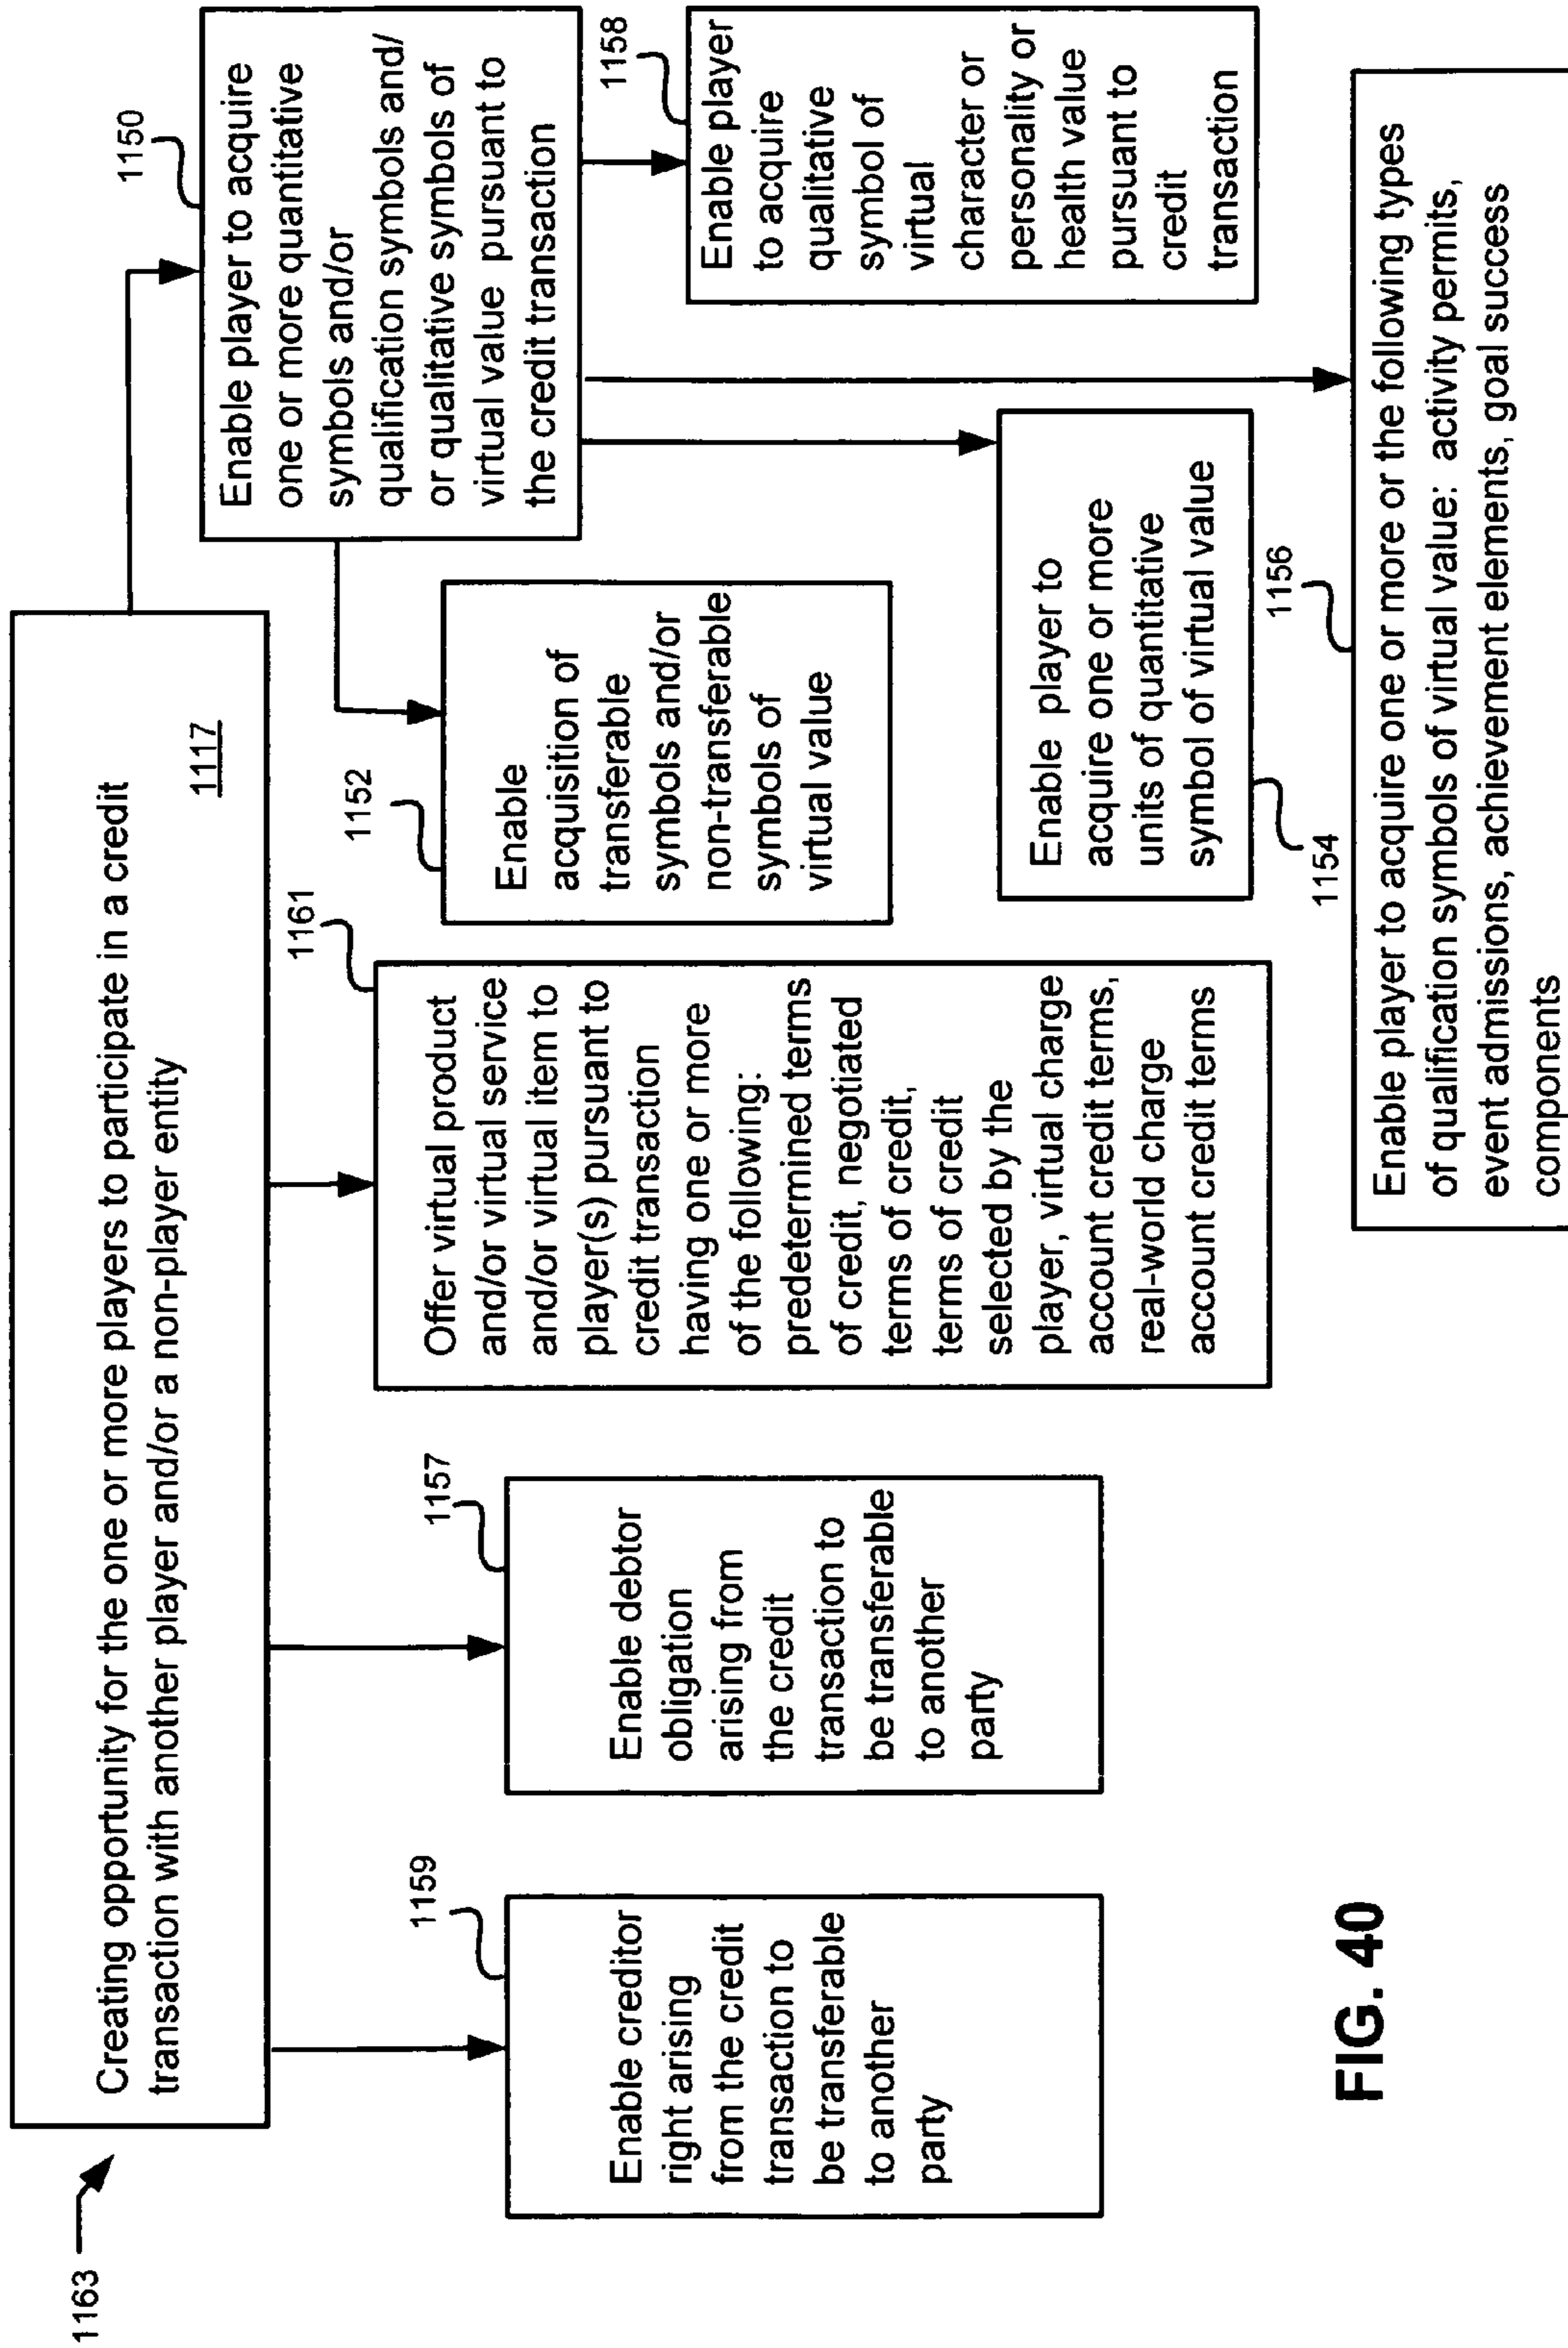 1163
Creating opportunity for the one or more players to participate in a credit
transaction with another player and/or a non-player entity
1117
1159
Enable creditor
right arising
from the credit
transaction to
be transferable
to another
party
1157
Enable debtor
obligation
arising from
the credit
transaction to
be transferable
to another
party
1161
Offer virtual product
and/or virtual service
and/or virtual item to
player(s) pursuant to
credit transaction
having one or more
of the following:
predetermined terms
of credit, negotiated
terms of credit,
terms of credit
selected by the
player, virtual charge
account credit terms,
real-world charge
account credit terms
1150
Enable player to acquire
one or more quantitative
symbols and/or
qualification symbols and/
or qualitative symbols of
virtual value pursuant to
the credit transaction
1152
Enable
acquisition of
transferable
symbols and/or
non-transferable
symbols of
virtual value
1158
Enable player
to acquire
qualitative
symbol of
virtual
character or
personality or
health value
pursuant to
credit
transaction
Enable player to
acquire one or more
units of quantitative
symbol of virtual value
1154
1156
Enable player to acquire one or more or the following types
of qualification symbols of virtual value: activity permits,
event admissions, achievement elements, goal success
components
FIG. 40